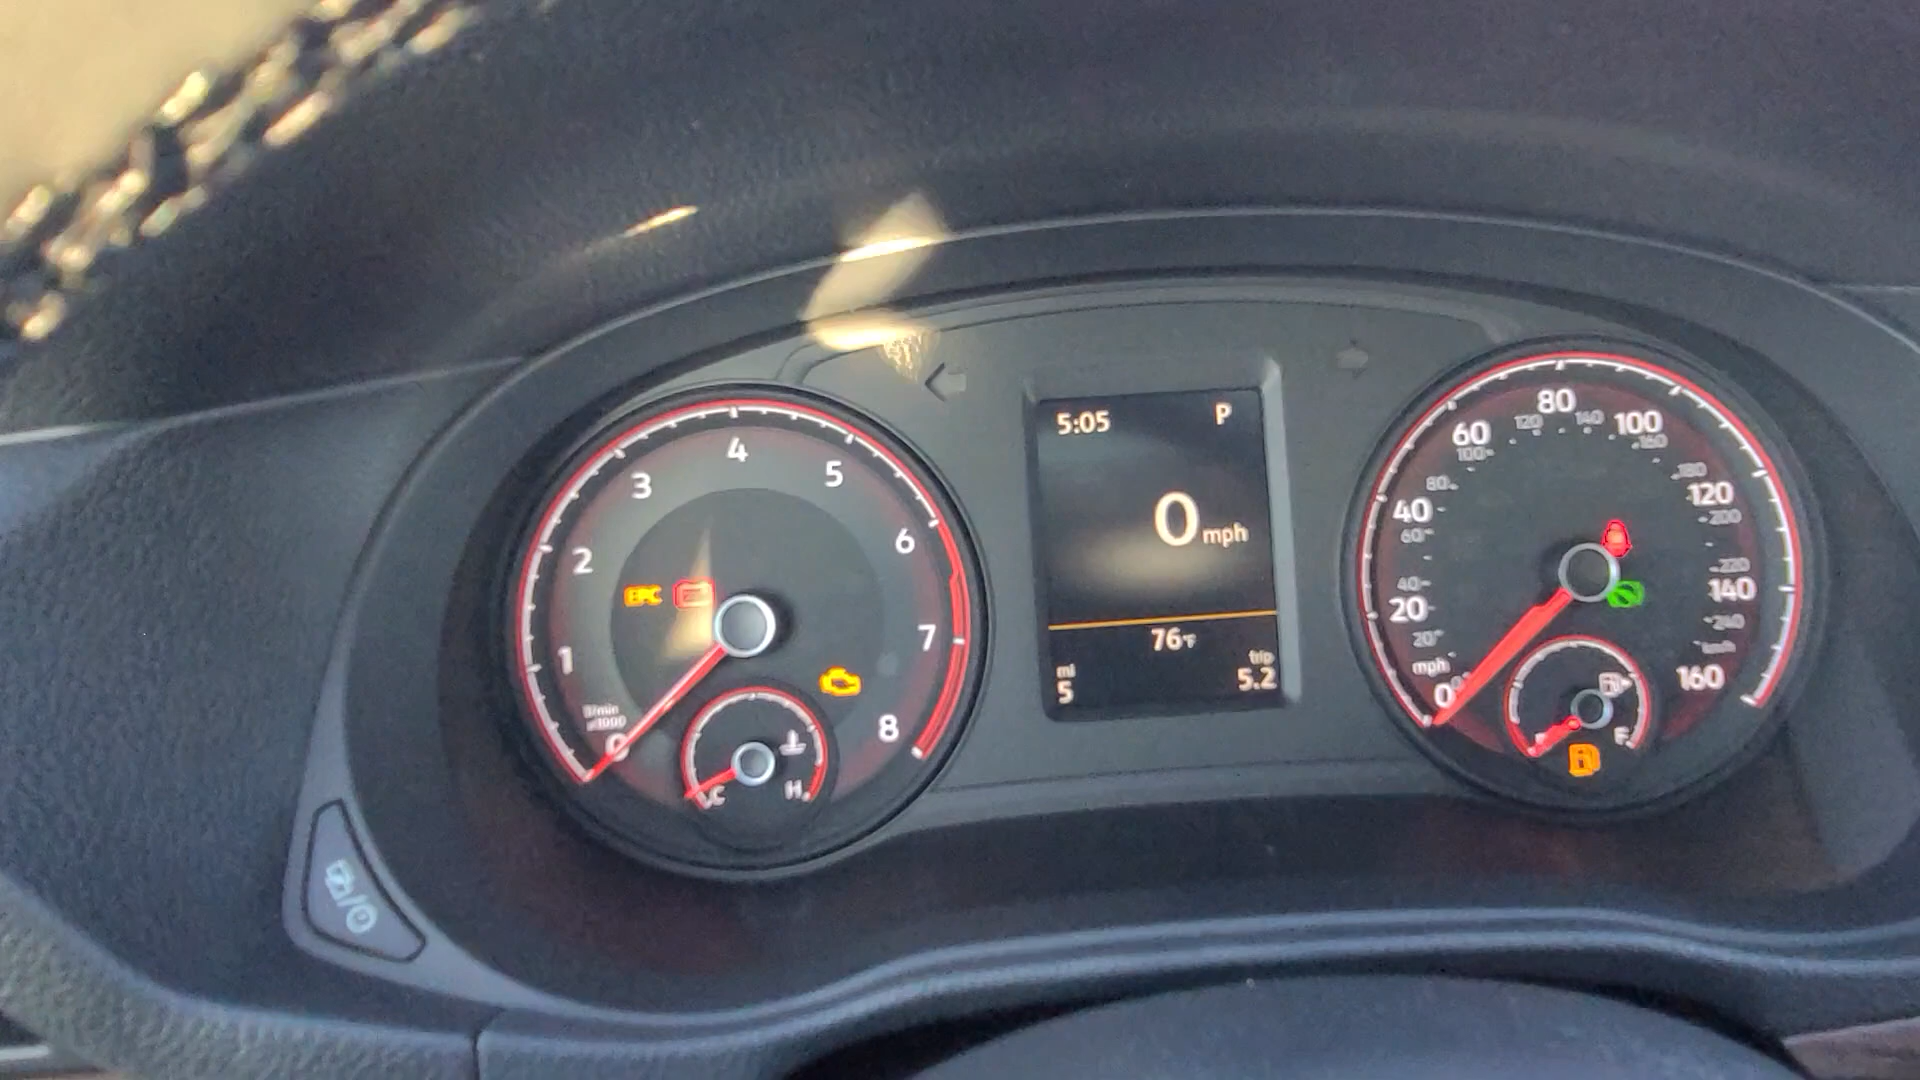 5:05 P
0 mph
76°F
mi trip
5 5.2
0 1 2 3 4 5 6 7 8
EPC
1/min
x1000
C H
0 20 40 60 80 100 120 140 160
mph
20 40 60 80 100 120 140 160 180 200 220 240
km/h
F